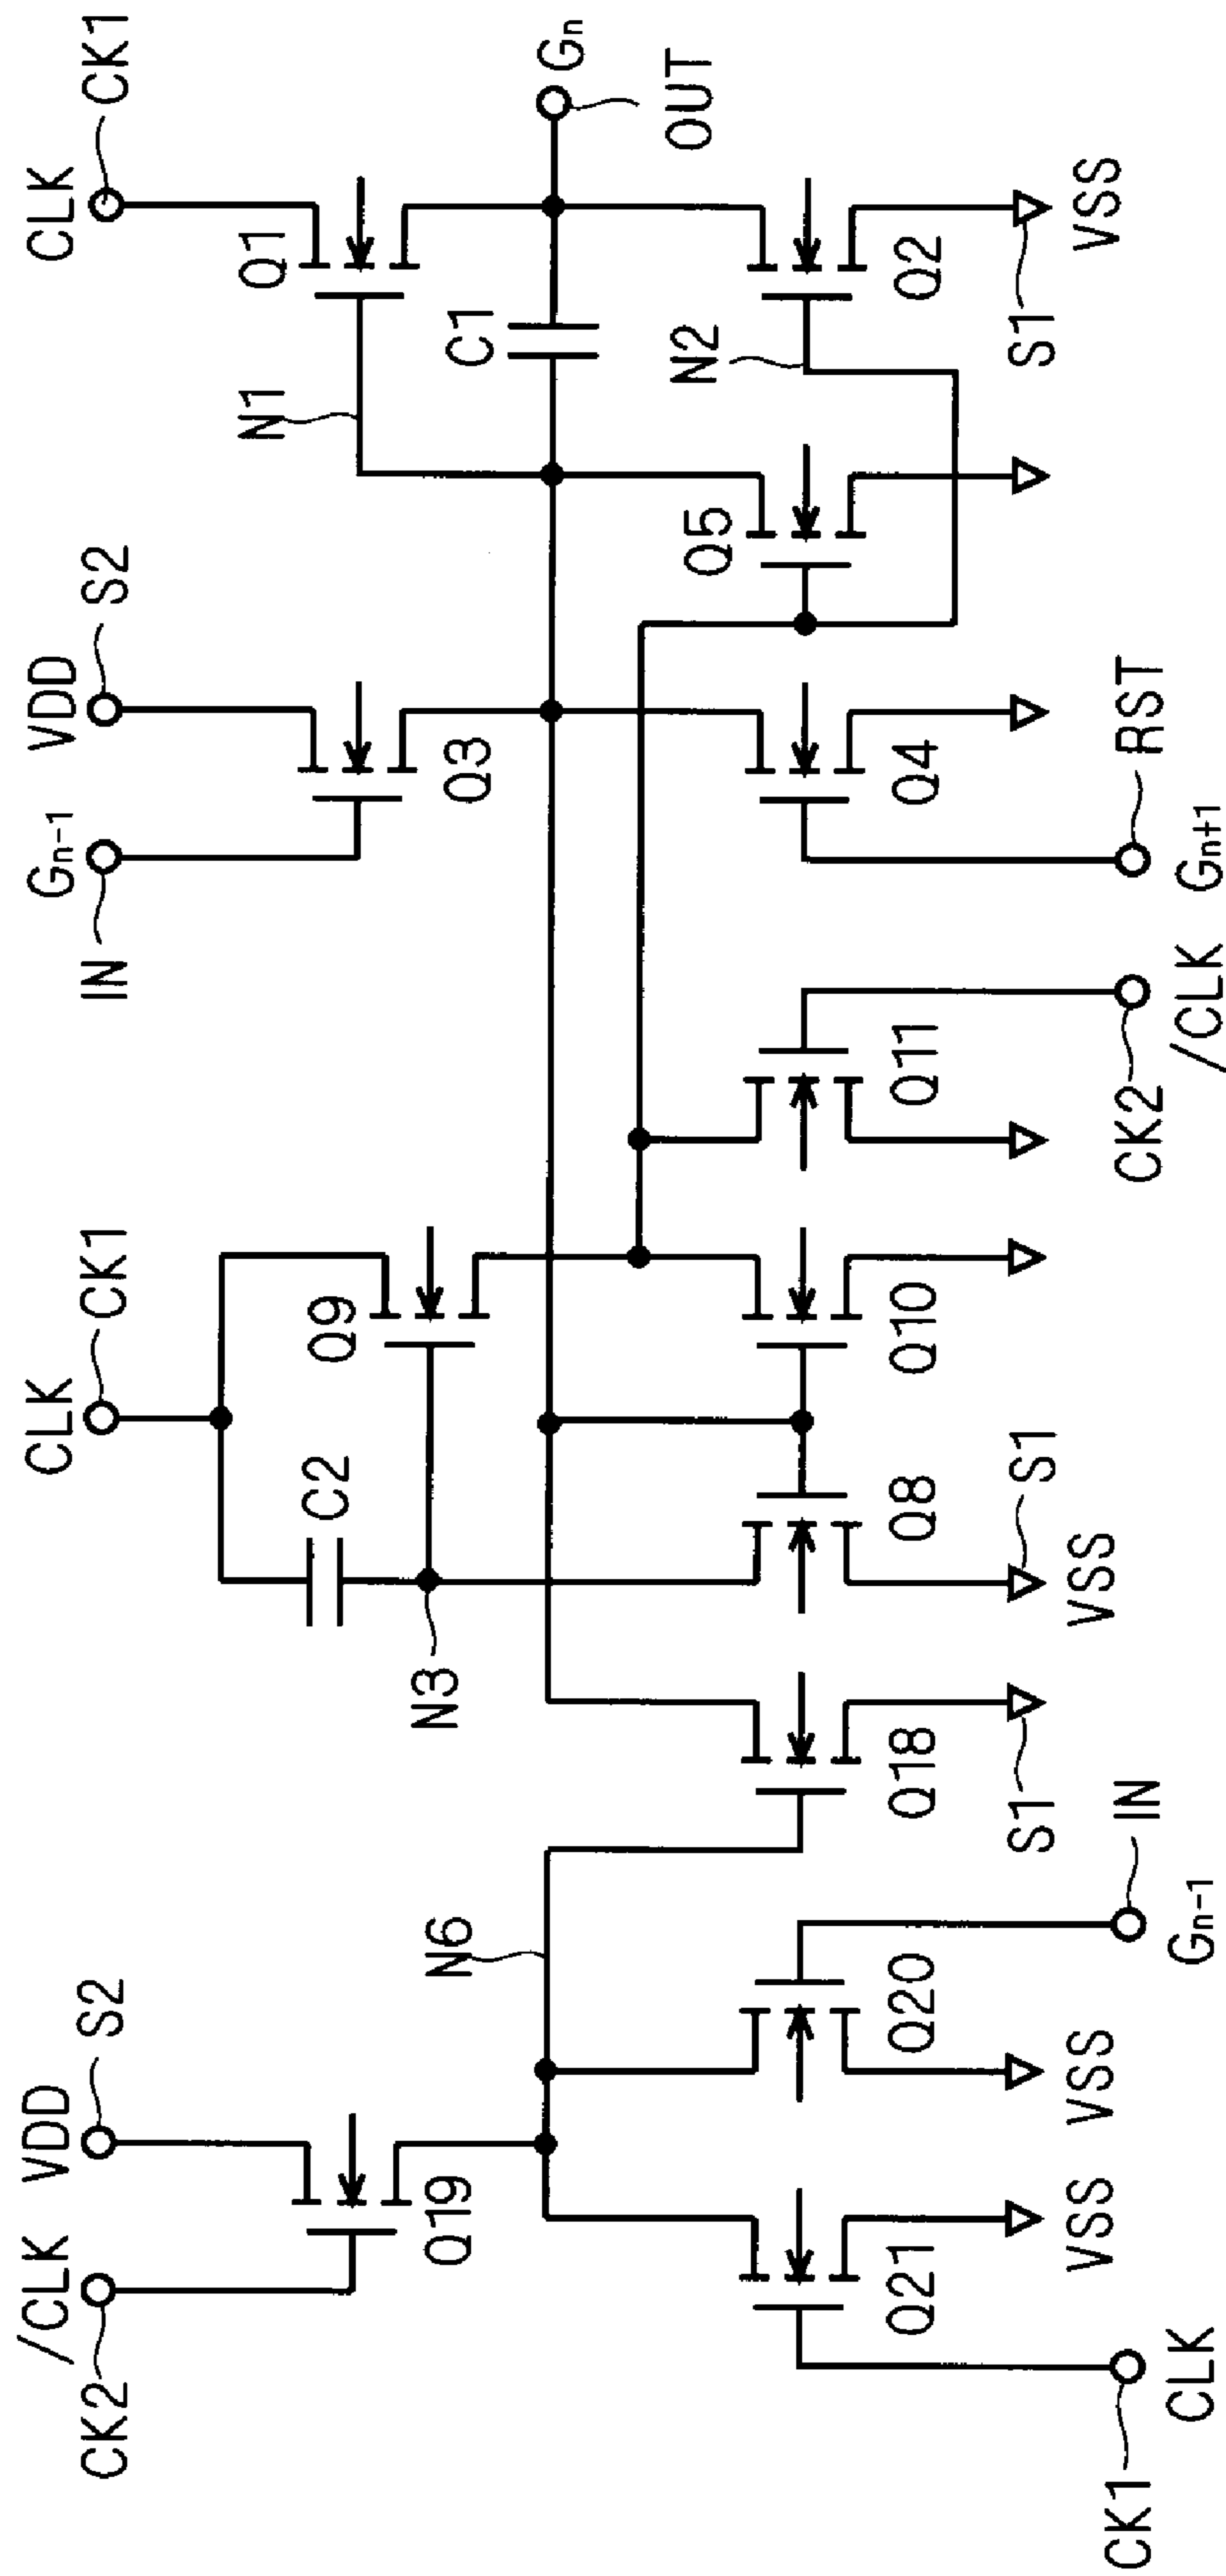 /CLK
VDD
CK2
S2
Q19
N6
Q21
Q20
CK1
CLK
VSS
VSS
Gn-1
IN
Q18
S1
CLK
CK1
C2
Q9
N3
Q8
Q10
VSS
S1
Q11
CK2
/CLK
Gn-1
IN
VDD
S2
Q3
Q4
Gn+1
RST
Q5
N1
C1
N2
CLK
CK1
Q1
Gn
OUT
Q2
S1
VSS